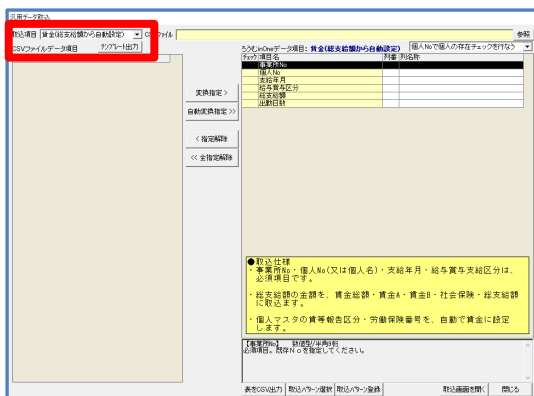 汎用データ取込
取込項目 賃金(総支給額から自動設定) CSVファイル 参照
CSVファイルデータ項目 テンプレート出力
ろうむinOneデータ項目: 賃金(総支給額から自動設定) 個人Noで個人の存在チェックを行なう
チェック 項目名 列番 列名称
事業所No
個人No
支給年月
給与賞与区分
総支給額
出勤日数
変換指定 >
自動変換指定 >>
< 指定解除
<< 全指定解除
●取込仕様
・事業所No・個人No(又は個人名)・支給年月・給与賞与支給区分は、
必須項目です。
・総支給額の金額を、賃金総額・賃金A・賃金B・社会保険・総支給額
に取込ます。
・個人マスタの賃等報告区分・労働保険番号を、自動で賃金に設定
します。
【事業所No】 数値型/半角9桁
必須項目。既存Noを指定してください。
表をCSV出力 取込パターン選択 取込パターン登録 取込画面を開く 閉じる